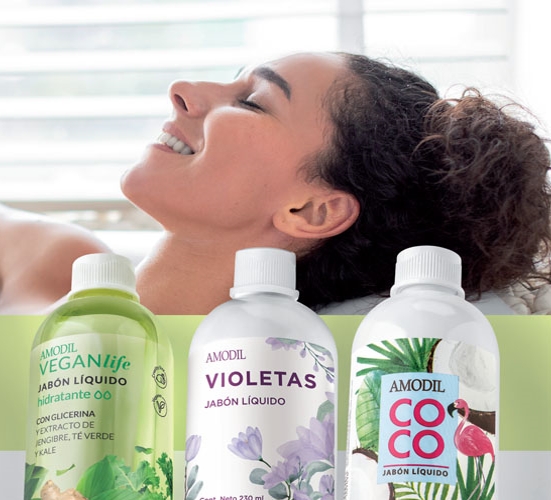 AMODIL
VEGANlife
JABÓN LÍQUIDO
hidratante
CON GLICERINA
Y EXTRACTO DE
JENGIBRE, TÉ VERDE
Y KALE
AMODIL
VIOLETAS
JABÓN LÍQUIDO
Cont. Neto 230 ml
AMODIL
CO
CO
JABÓN LÍQUIDO